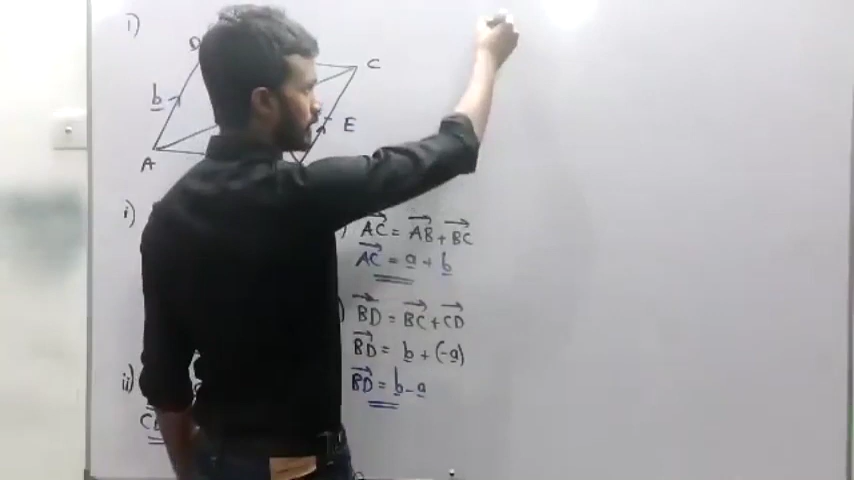 1)
D
C
b
E
A
i)
AC = AB + BC
AC = a + b
BD = BC + CD
BD = b + (-a)
ii)
BD = b - a